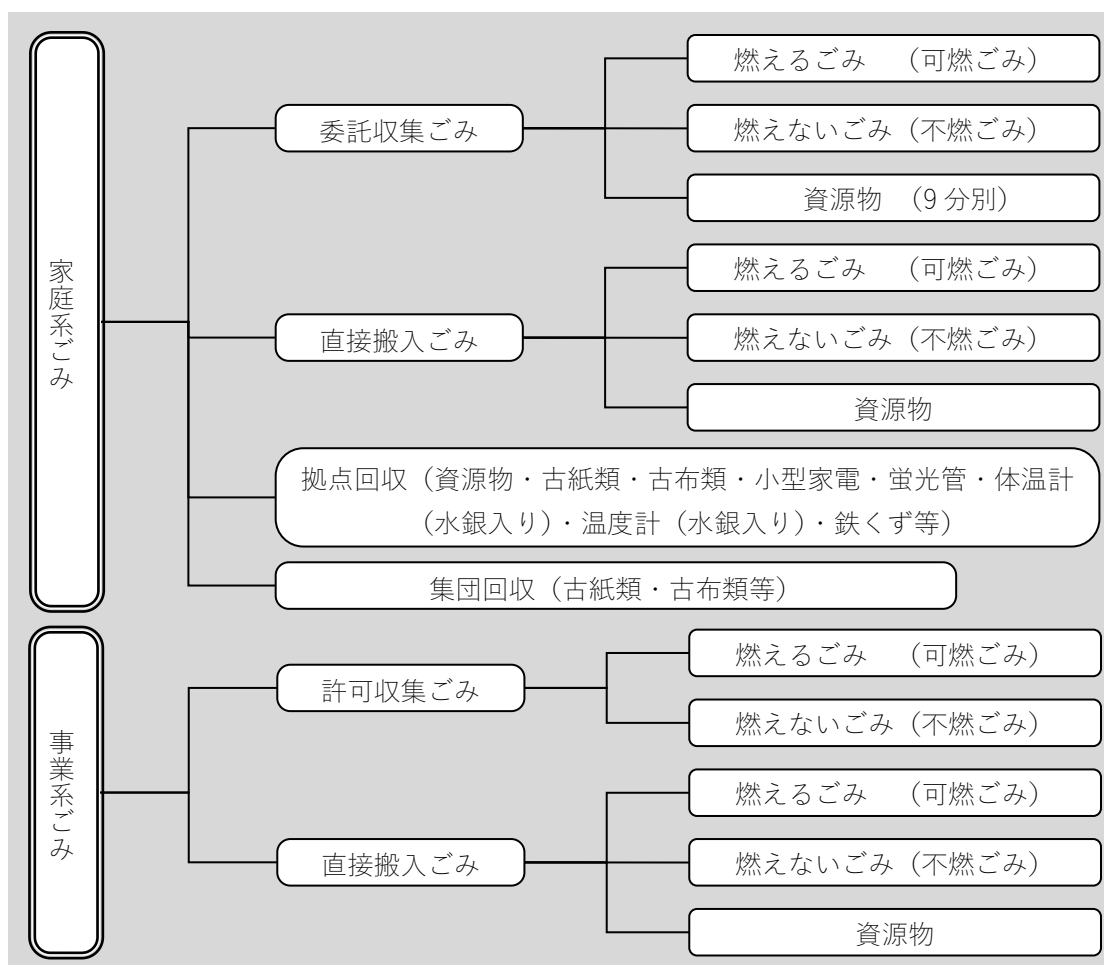 家庭系ごみ
委託収集ごみ
燃えるごみ　（可燃ごみ）
燃えないごみ（不燃ごみ）
資源物　（9 分別）
直接搬入ごみ
燃えるごみ　（可燃ごみ）
燃えないごみ（不燃ごみ）
資源物
拠点回収（資源物・古紙類・古布類・小型家電・蛍光管・体温計
（水銀入り）・温度計（水銀入り）・鉄くず等）
集団回収（古紙類・古布類等）
事業系ごみ
許可収集ごみ
燃えるごみ　（可燃ごみ）
燃えないごみ（不燃ごみ）
直接搬入ごみ
燃えるごみ　（可燃ごみ）
燃えないごみ（不燃ごみ）
資源物